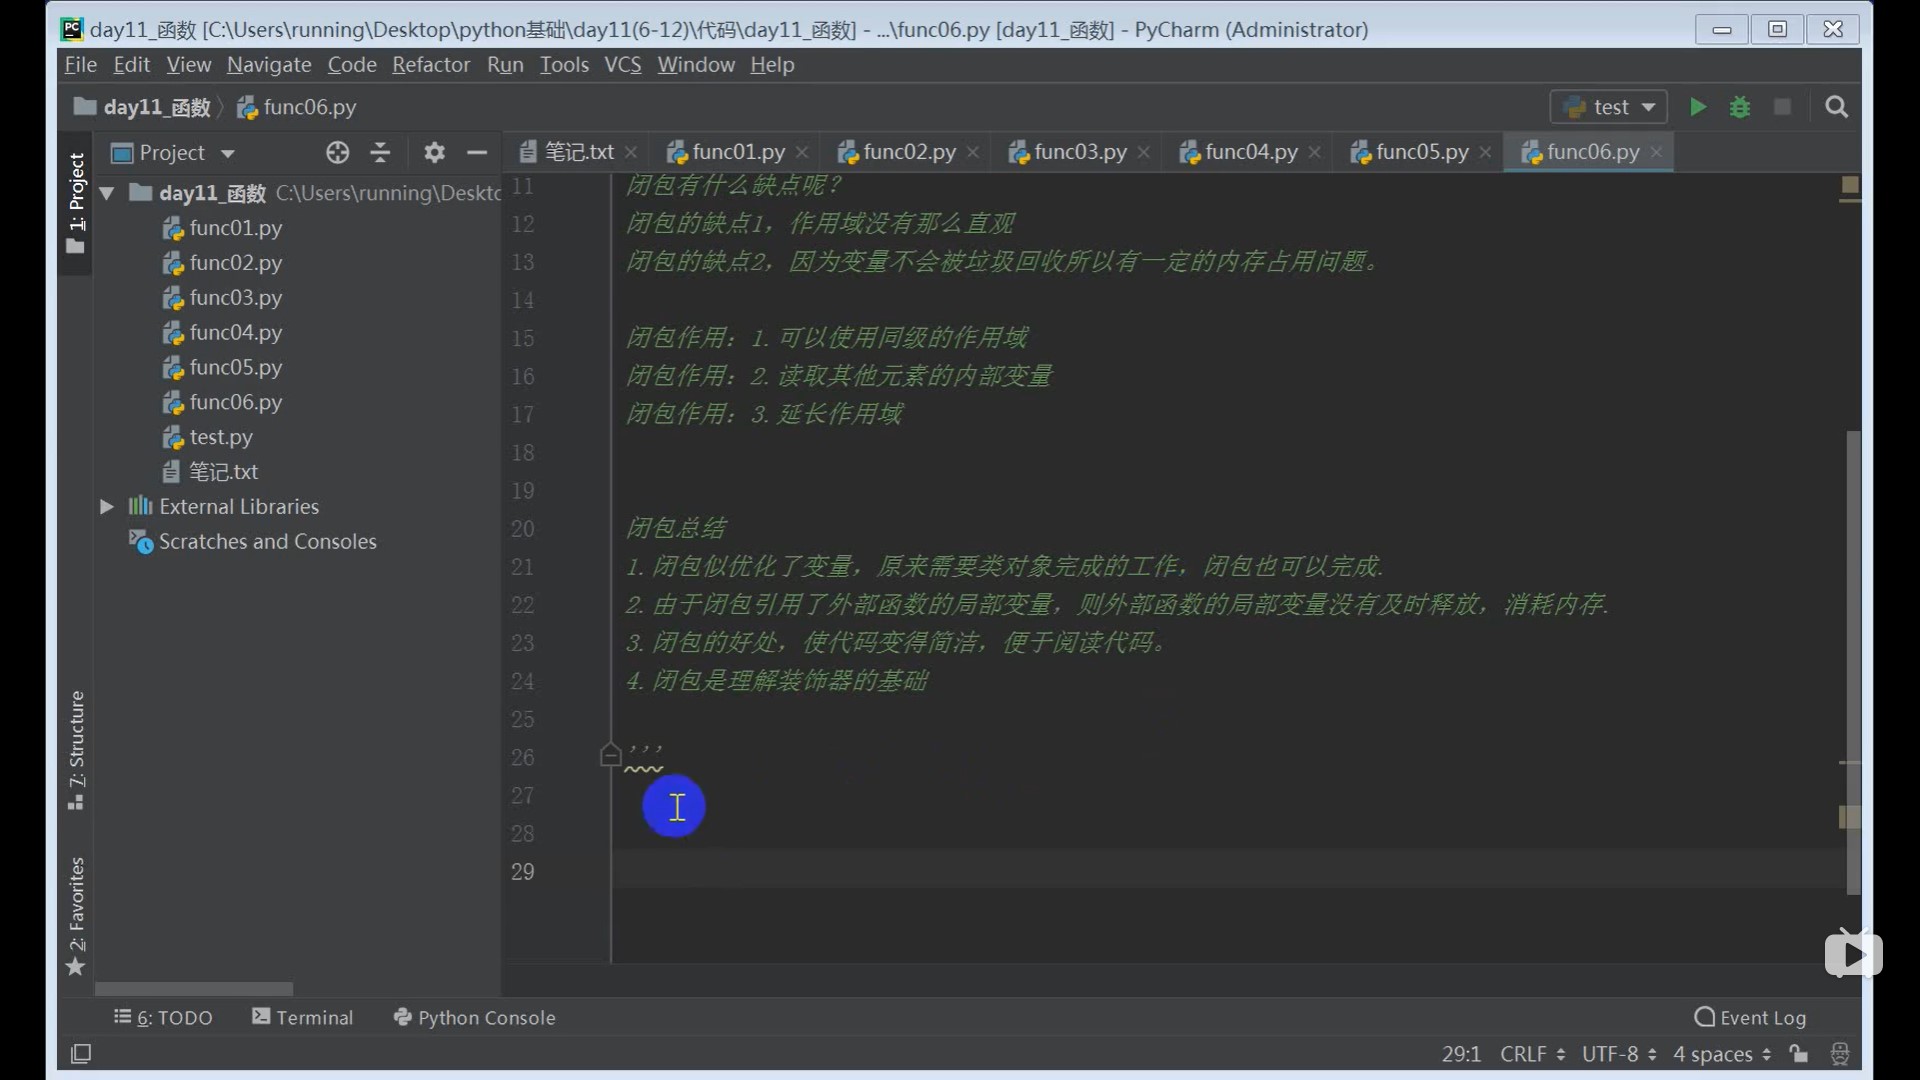 day11_函数 [C:\Users\running\Desktop\python基础\day11(6-12)\代码\day11_函数] - ...\func06.py [day11_函数] - PyCharm (Administrator)
File Edit View Navigate Code Refactor Run Tools VCS Window Help
day11_函数 func06.py test
1: Project
Project
笔记.txt func01.py func02.py func03.py func04.py func05.py func06.py
day11_函数 C:\Users\running\Deskto
func01.py
func02.py
func03.py
func04.py
func05.py
func06.py
test.py
笔记.txt
External Libraries
Scratches and Consoles
11 闭包有什么缺点呢?
12 闭包的缺点1，作用域没有那么直观
13 闭包的缺点2，因为变量不会被垃圾回收所以有一定的内存占用问题。
14
15 闭包作用：1.可以使用同级的作用域
16 闭包作用：2.读取其他元素的内部变量
17 闭包作用：3.延长作用域
18
19
20 闭包总结
21 1.闭包似优化了变量，原来需要类对象完成的工作，闭包也可以完成.
22 2.由于闭包引用了外部函数的局部变量，则外部函数的局部变量没有及时释放，消耗内存.
23 3.闭包的好处，使代码变得简洁，便于阅读代码。
24 4.闭包是理解装饰器的基础
25
26 '''
27
28
29
7: Structure
2: Favorites
6: TODO Terminal Python Console Event Log
29:1 CRLF UTF-8 4 spaces